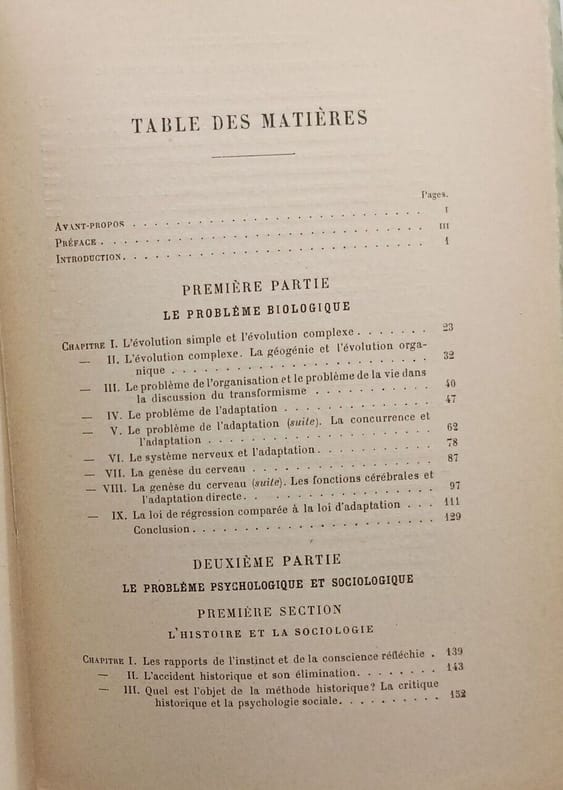 TABLE DES MATIÈRES
Pages.
AVANT-PROPOS . . . . . . . . . . . . . . . . . . . . . I
PRÉFACE . . . . . . . . . . . . . . . . . . . . . . . III
INTRODUCTION. . . . . . . . . . . . . . . . . . . . . . 1
PREMIÈRE PARTIE
LE PROBLÈME BIOLOGIQUE
CHAPITRE I. L'évolution simple et l'évolution complexe . . . . . . . 23
— II. L'évolution complexe. La géogénie et l'évolution orga-
nique . . . . . . . . . . . . . . . . . . . . 32
— III. Le problème de l'organisation et le problème de la vie dans
la discussion du transformisme . . . . . . . . . 40
— IV. Le problème de l'adaptation . . . . . . . . . . . . 47
— V. Le problème de l'adaptation (suite). La concurrence et
l'adaptation . . . . . . . . . . . . . . . . . 62
— VI. Le système nerveux et l'adaptation. . . . . . . . . . 78
— VII. La genèse du cerveau . . . . . . . . . . . . . . 87
— VIII. La genèse du cerveau (suite). Les fonctions cérébrales et
l'adaptation directe. . . . . . . . . . . . . . 97
— IX. La loi de régression comparée à la loi d'adaptation . . . 111
Conclusion. . . . . . . . . . . . . . . . . . 129
DEUXIÈME PARTIE
LE PROBLÈME PSYCHOLOGIQUE ET SOCIOLOGIQUE
PREMIÈRE SECTION
L'HISTOIRE ET LA SOCIOLOGIE
CHAPITRE I. Les rapports de l'instinct et de la conscience réfléchie . 139
— II. L'accident historique et son élimination. . . . . . . . 143
— III. Quel est l'objet de la méthode historique? La critique
historique et la psychologie sociale. . . . . . . . . 152